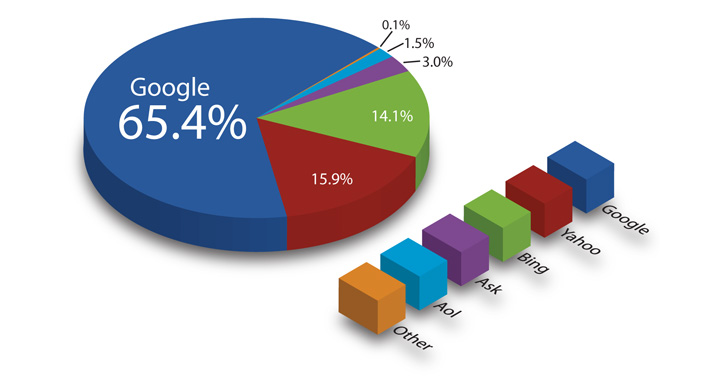 0.1%
1.5%
3.0%
Google
65.4%
14.1%
15.9%
Google
Yahoo
Bing
Ask
Aol
Other